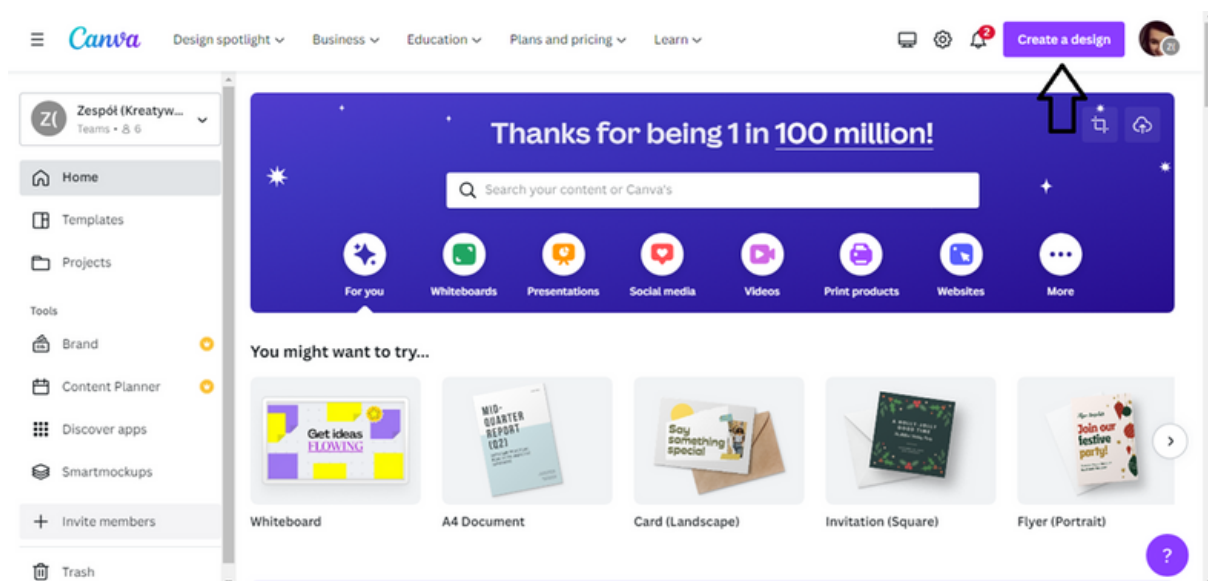 Canva
Design spotlight
Business
Education
Plans and pricing
Learn
2
Create a design
Z(
Z(
Zespół (Kreatyw...
Teams • 6
Home
Templates
Projects
Tools
Brand
Content Planner
Discover apps
Smartmockups
Invite members
Trash
Thanks for being 1 in 100 million!
Search your content or Canva's
For you
Whiteboards
Presentations
Social media
Videos
Print products
Websites
More
You might want to try...
Get ideas
FLOWING
MID-
QUARTER
REPORT
(Q2)
Say
something
special
A HOLLY JOLLY
GOOD TIME
Join our
festive
party!
Whiteboard
A4 Document
Card (Landscape)
Invitation (Square)
Flyer (Portrait)
?